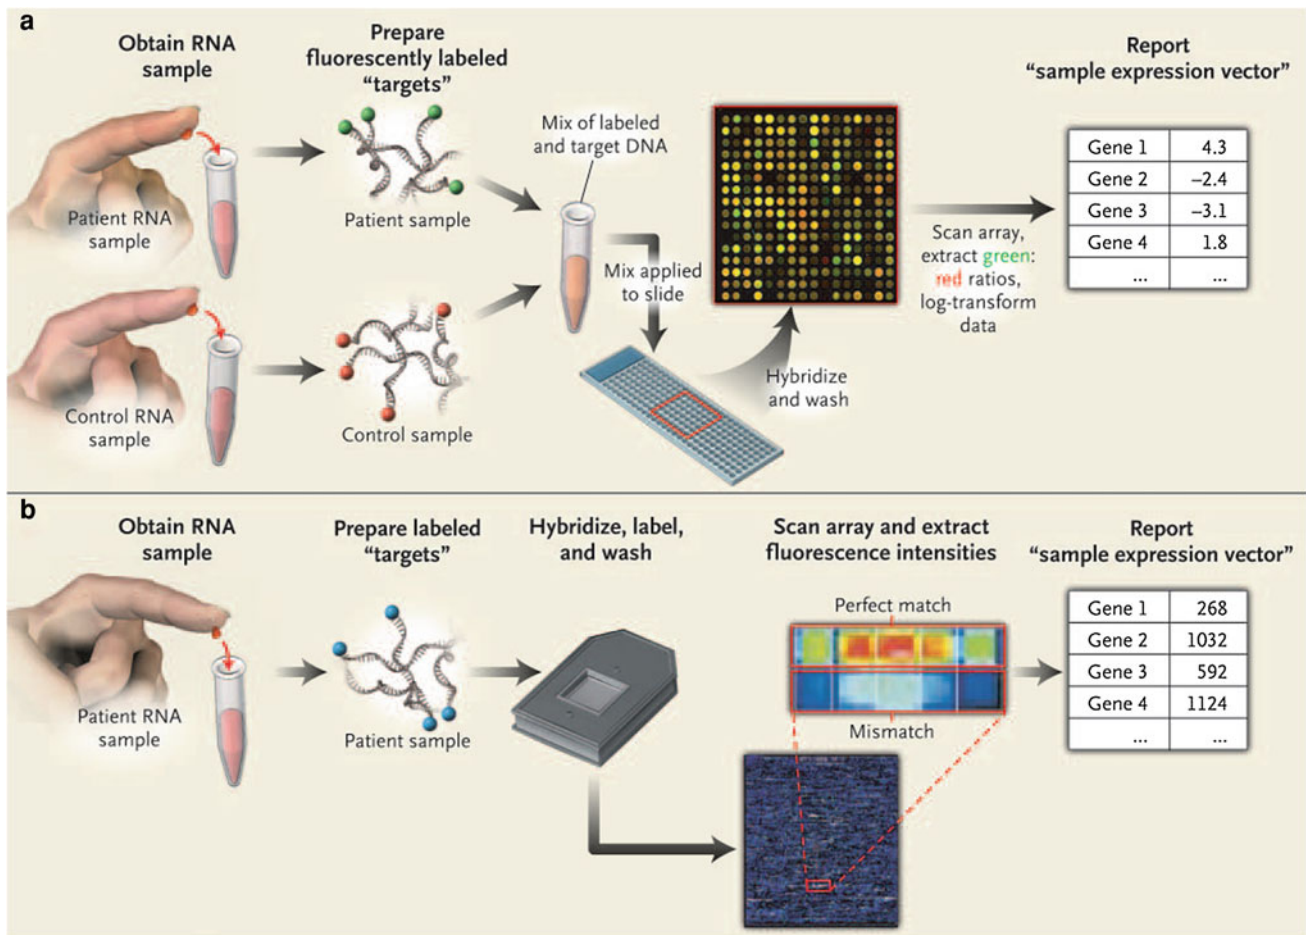 a
Obtain RNA
sample
Prepare
fluorescently labeled
“targets”
Report
“sample expression vector”
Patient RNA
sample
Patient sample
Mix of labeled
and target DNA
Mix applied
to slide
Hybridize
and wash
Scan array,
extract green:
red ratios,
log-transform
data
Gene 1 4.3
Gene 2 –2.4
Gene 3 –3.1
Gene 4 1.8
... ...
Control RNA
sample
Control sample
b
Obtain RNA
sample
Prepare labeled
“targets”
Hybridize, label,
and wash
Scan array and extract
fluorescence intensities
Report
“sample expression vector”
Patient RNA
sample
Patient sample
Perfect match
Mismatch
Gene 1 268
Gene 2 1032
Gene 3 592
Gene 4 1124
... ...